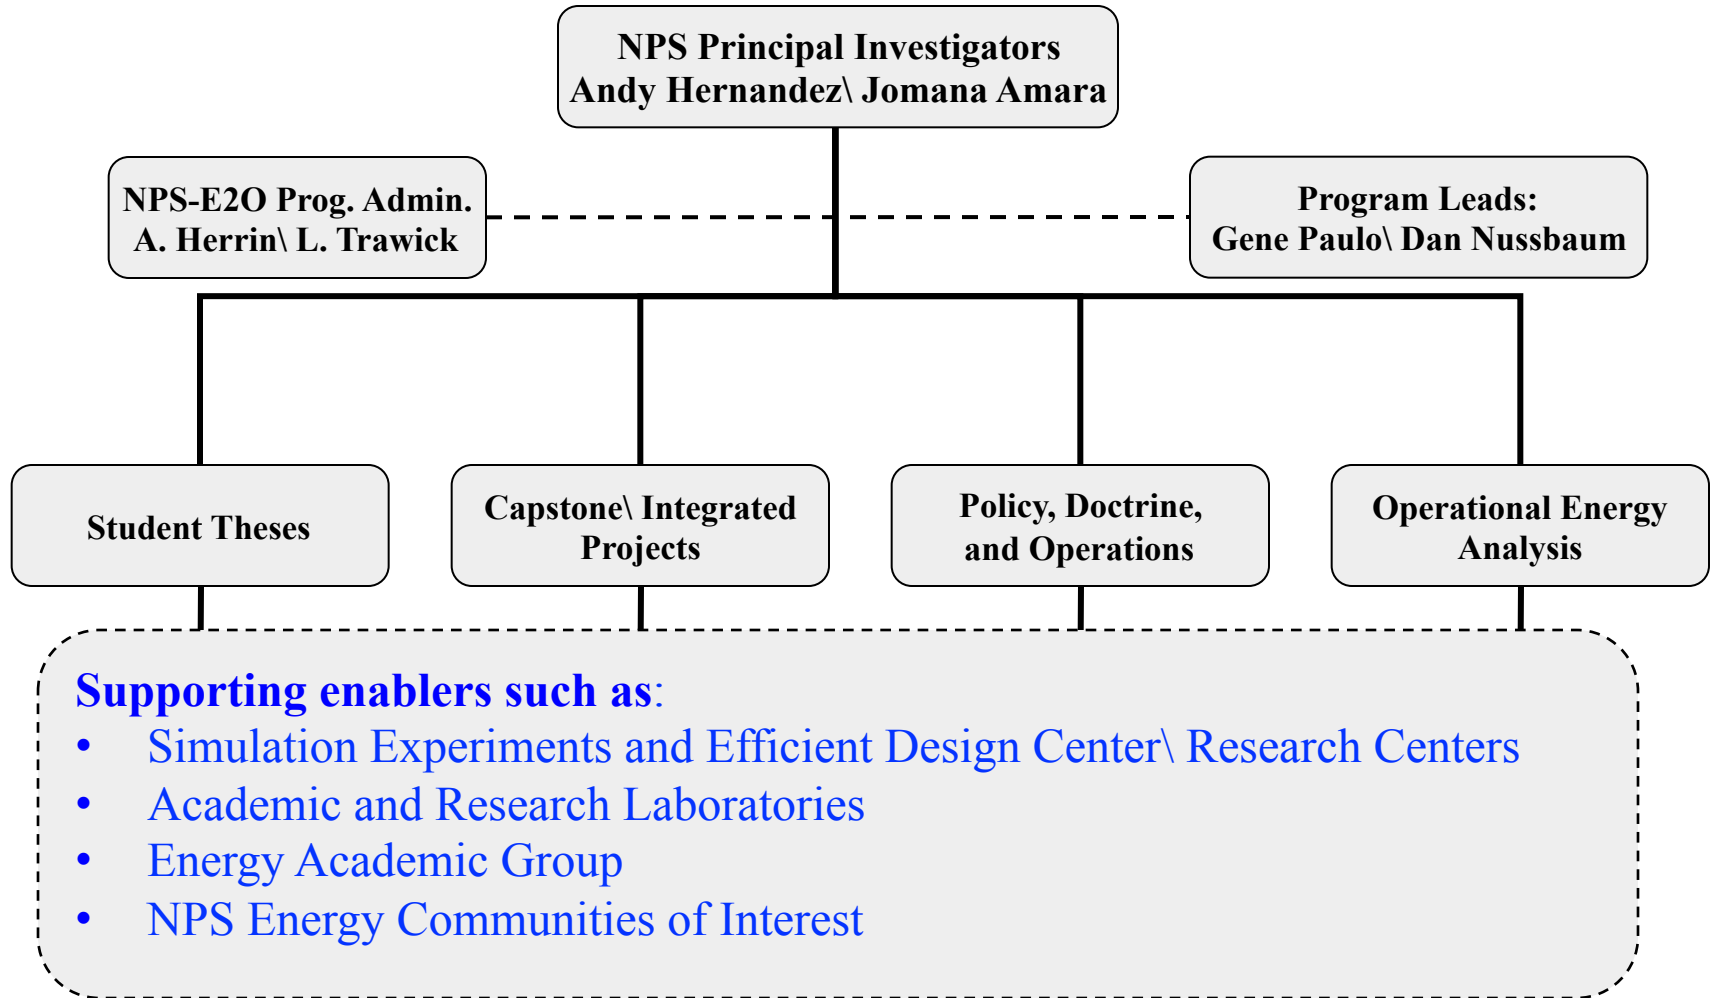 NPS Principal Investigators
Andy Hernandez\ Jomana Amara
NPS-E2O Prog. Admin.
A. Herrin\ L. Trawick
Program Leads:
Gene Paulo\ Dan Nussbaum
Student Theses
Capstone\ Integrated
Projects
Policy, Doctrine,
and Operations
Operational Energy
Analysis
Supporting enablers such as:
• Simulation Experiments and Efficient Design Center\ Research Centers
• Academic and Research Laboratories
• Energy Academic Group
• NPS Energy Communities of Interest